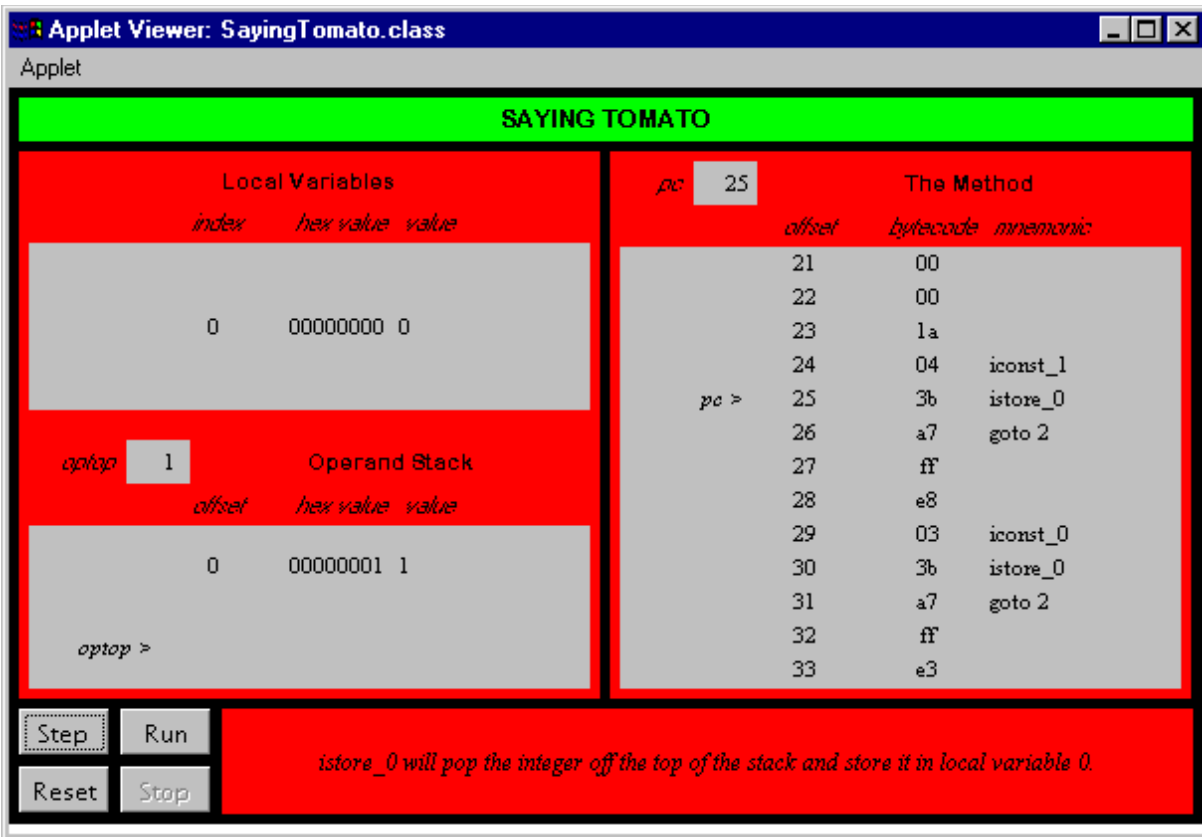 Applet Viewer: SayingTomato.class
Applet
SAYING TOMATO
Local Variables
index hex value value
0 00000000 0
optop 1 Operand Stack
offset hex value value
0 00000001 1
optop >
pc 25 The Method
offset bytecode mnemonic
21 00
22 00
23 1a
24 04 iconst_1
pc > 25 3b istore_0
26 a7 goto 2
27 ff
28 e8
29 03 iconst_0
30 3b istore_0
31 a7 goto 2
32 ff
33 e3
Step Run
Reset Stop
istore_0 will pop the integer off the top of the stack and store it in local variable 0.